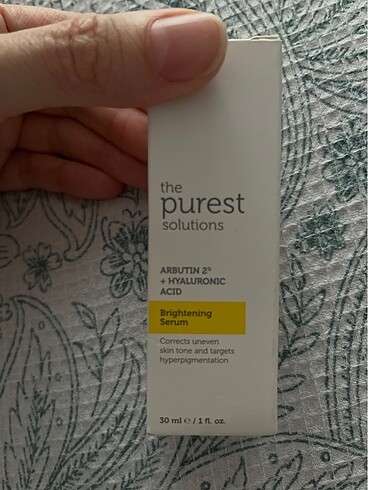 the
purest
solutions
ARBUTIN 2%
+ HYALURONIC
ACID
Brightening
Serum
Corrects uneven
skin tone and targets
hyperpigmentation
30 ml ℮ / 1 fl. oz.